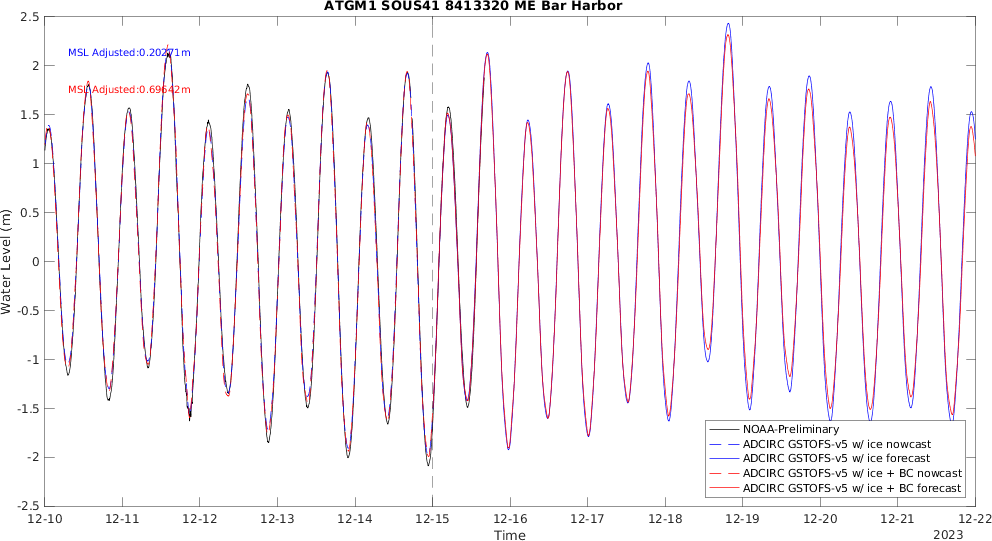 ATGM1 SOUS41 8413320 ME Bar Harbor
MSL Adjusted:0.20271m
MSL Adjusted:0.69642m
2.5
2
1.5
1
0.5
0
-0.5
-1
-1.5
-2
-2.5
Water Level (m)
NOAA-Preliminary
ADCIRC GSTOFS-v5 w/ ice nowcast
ADCIRC GSTOFS-v5 w/ ice forecast
ADCIRC GSTOFS-v5 w/ ice + BC nowcast
ADCIRC GSTOFS-v5 w/ ice + BC forecast
12-10 12-11 12-12 12-13 12-14 12-15 12-16 12-17 12-18 12-19 12-20 12-21 12-22
Time
2023